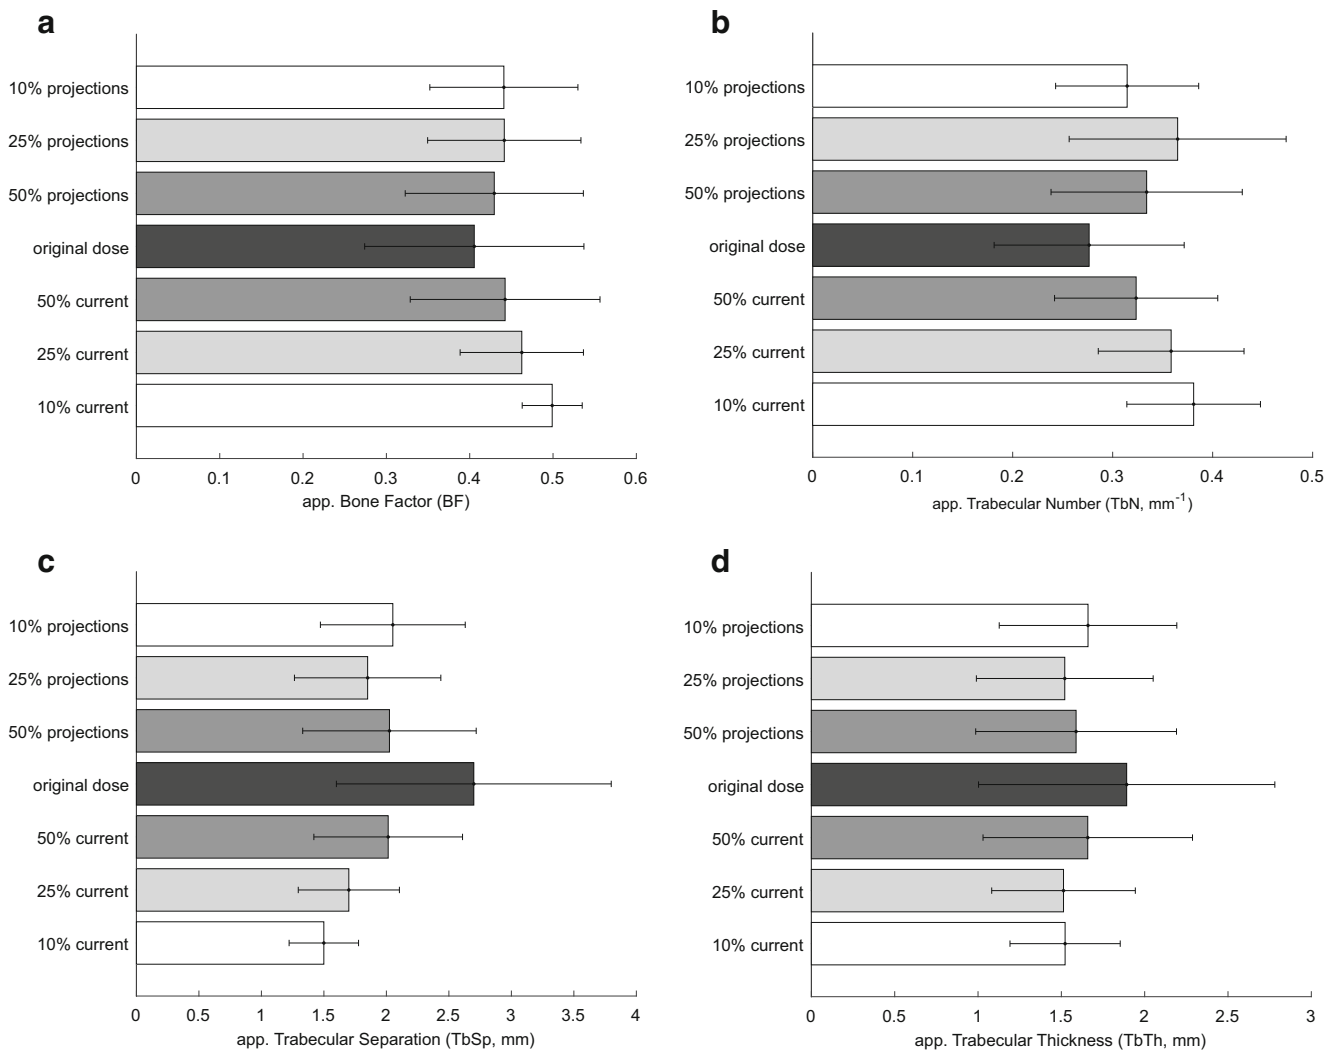 a
10% projections
25% projections
50% projections
original dose
50% current
25% current
10% current
0 0.1 0.2 0.3 0.4 0.5 0.6
app. Bone Factor (BF)
b
10% projections
25% projections
50% projections
original dose
50% current
25% current
10% current
0 0.1 0.2 0.3 0.4 0.5
app. Trabecular Number (TbN, mm⁻¹)
c
10% projections
25% projections
50% projections
original dose
50% current
25% current
10% current
0 0.5 1 1.5 2 2.5 3 3.5 4
app. Trabecular Separation (TbSp, mm)
d
10% projections
25% projections
50% projections
original dose
50% current
25% current
10% current
0 0.5 1 1.5 2 2.5 3
app. Trabecular Thickness (TbTh, mm)